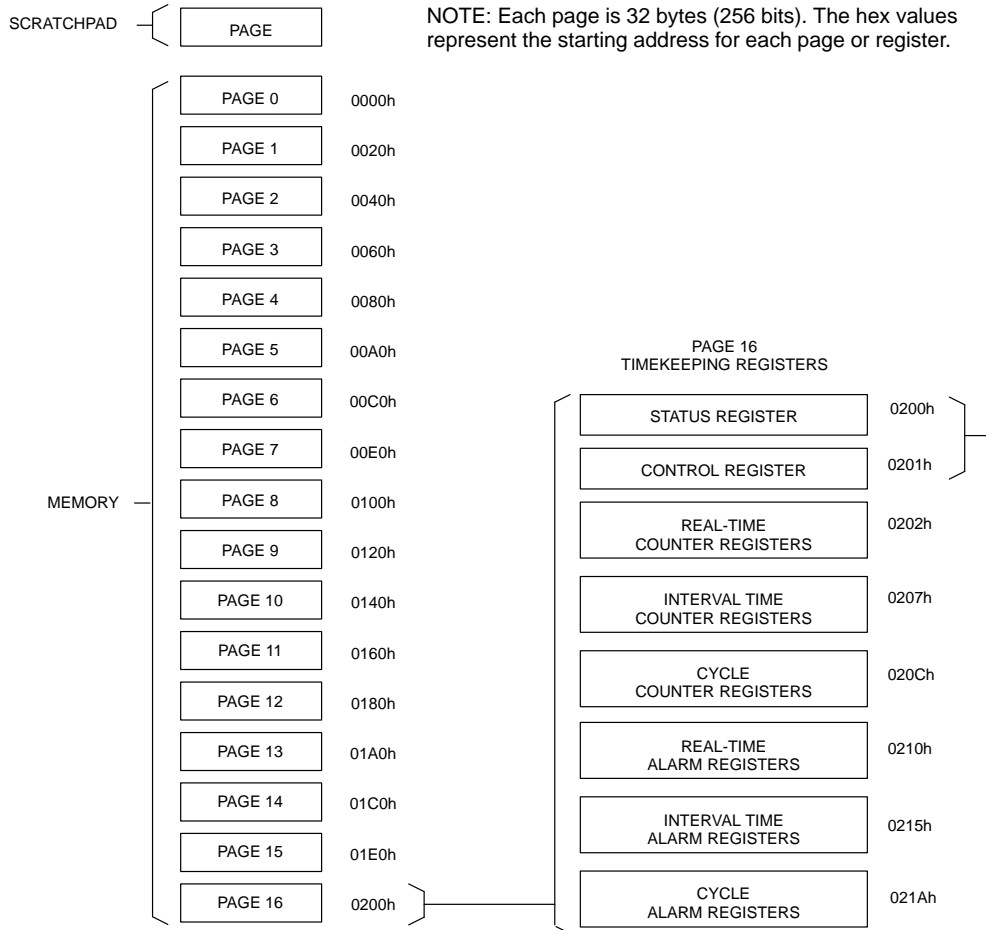 SCRATCHPAD
PAGE
NOTE: Each page is 32 bytes (256 bits). The hex values
represent the starting address for each page or register.
MEMORY
PAGE 0 0000h
PAGE 1 0020h
PAGE 2 0040h
PAGE 3 0060h
PAGE 4 0080h
PAGE 5 00A0h
PAGE 6 00C0h
PAGE 7 00E0h
PAGE 8 0100h
PAGE 9 0120h
PAGE 10 0140h
PAGE 11 0160h
PAGE 12 0180h
PAGE 13 01A0h
PAGE 14 01C0h
PAGE 15 01E0h
PAGE 16 0200h
PAGE 16
TIMEKEEPING REGISTERS
STATUS REGISTER 0200h
CONTROL REGISTER 0201h
REAL-TIME 0202h
COUNTER REGISTERS
INTERVAL TIME 0207h
COUNTER REGISTERS
CYCLE 020Ch
COUNTER REGISTERS
REAL-TIME 0210h
ALARM REGISTERS
INTERVAL TIME 0215h
ALARM REGISTERS
CYCLE 021Ah
ALARM REGISTERS